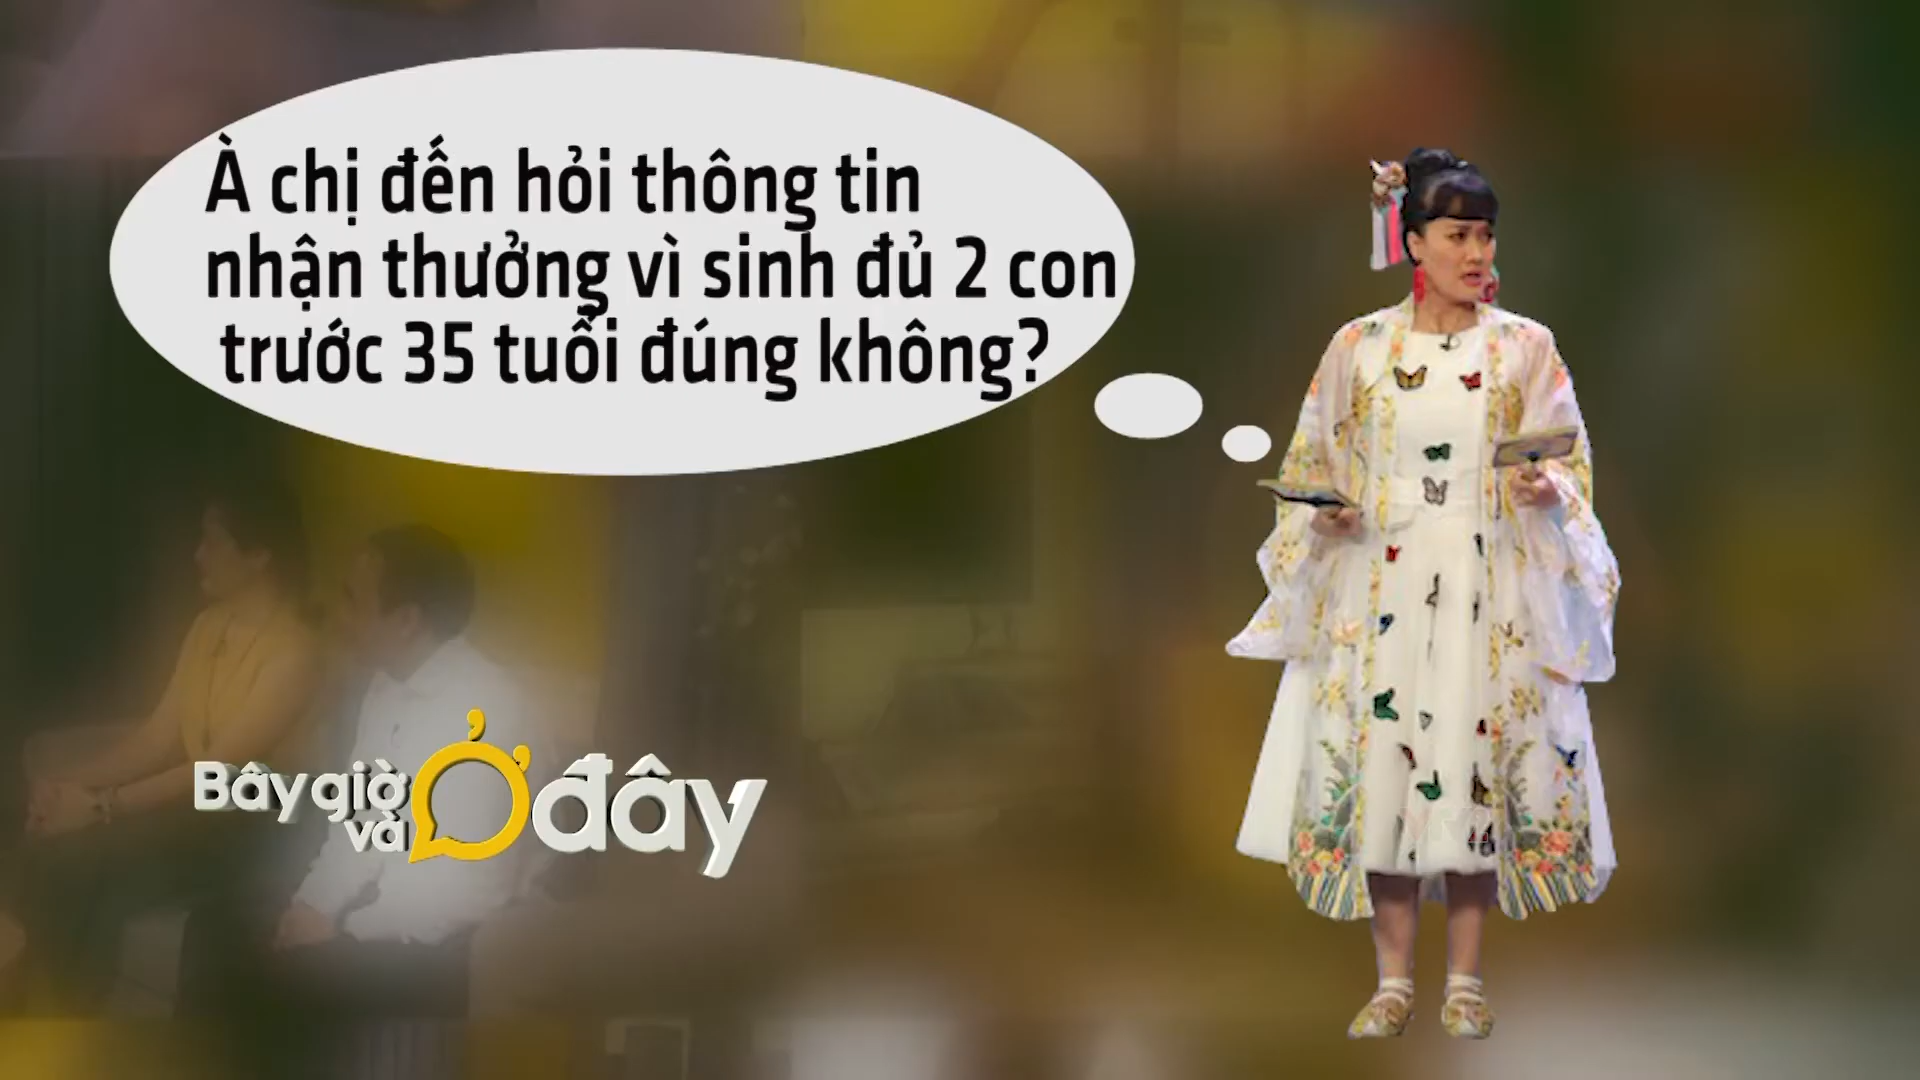 À chị đến hỏi thông tin
nhận thưởng vì sinh đủ 2 con
trước 35 tuổi đúng không?
Bây giờ
và
Ở đây